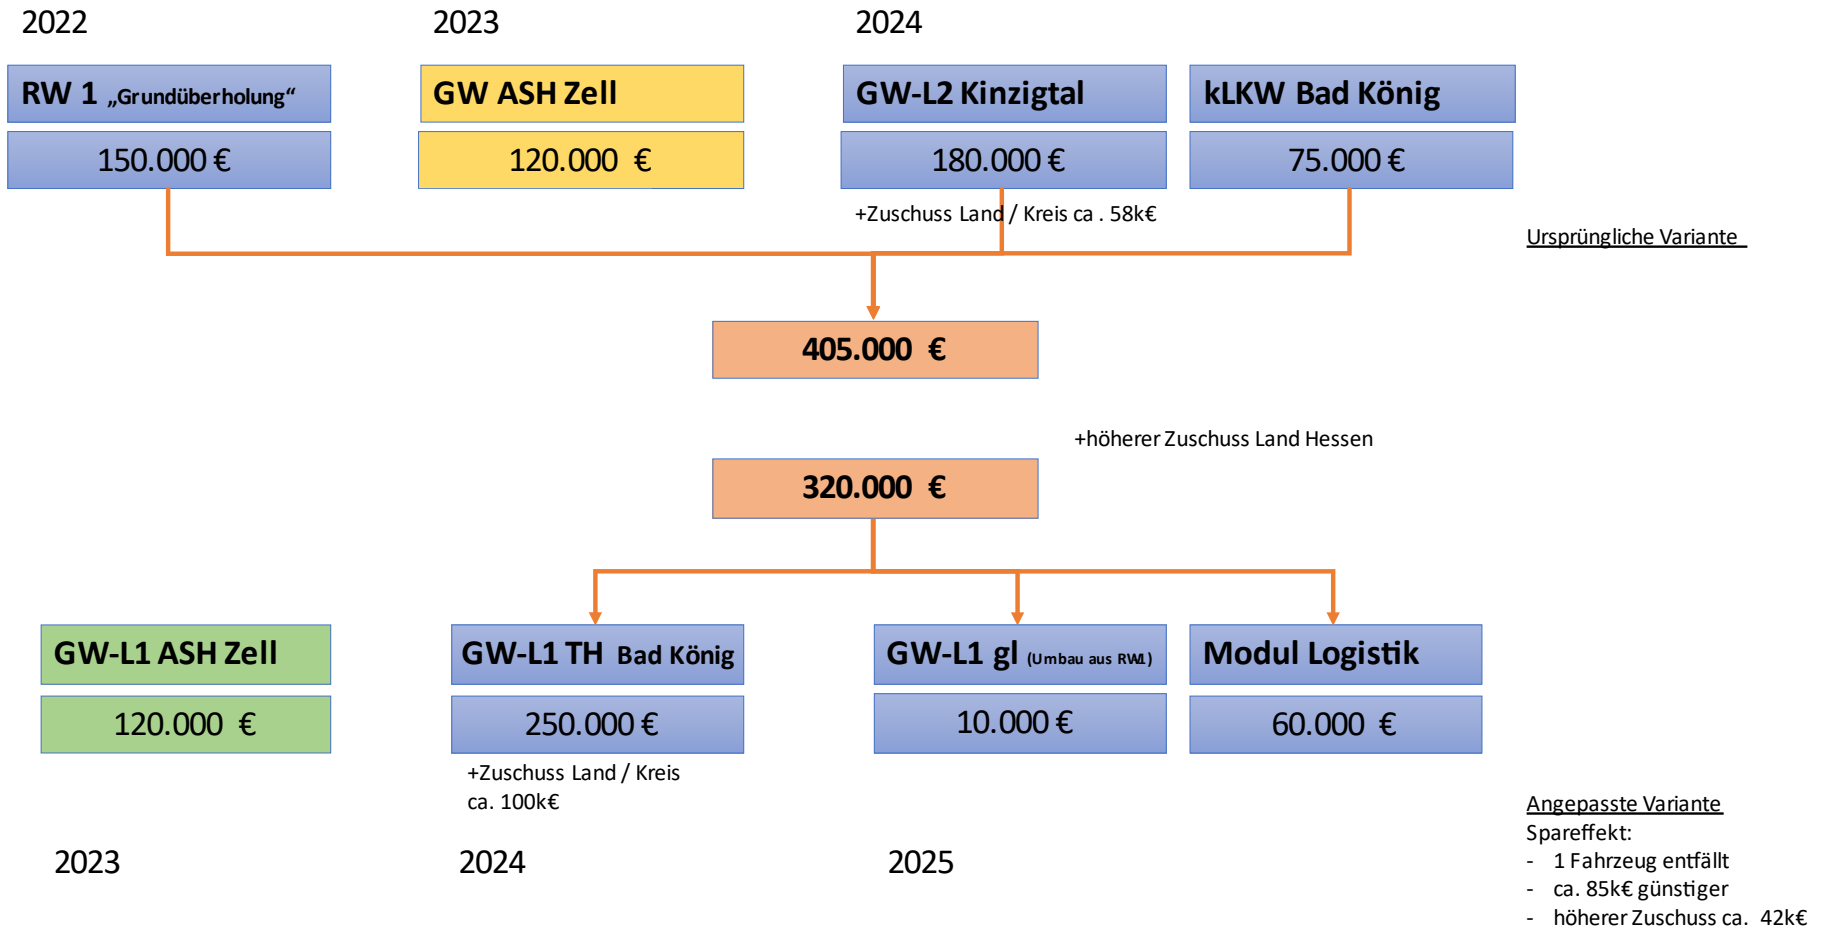 2022
2023
2024
RW 1 „Grundüberholung“
GW ASH Zell
GW-L2 Kinzigtal
kLKW Bad König
150.000 €
120.000 €
180.000 €
75.000 €
+Zuschuss Land / Kreis ca . 58k€
Ursprüngliche Variante
405.000 €
+höherer Zuschuss Land Hessen
320.000 €
GW-L1 ASH Zell
GW-L1 TH Bad König
GW-L1 gl (Umbau aus RW1)
Modul Logistik
120.000 €
250.000 €
10.000 €
60.000 €
+Zuschuss Land / Kreis
ca. 100k€
2023
2024
2025
Angepasste Variante
Spareffekt:
- 1 Fahrzeug entfällt
- ca. 85k€ günstiger
- höherer Zuschuss ca. 42k€